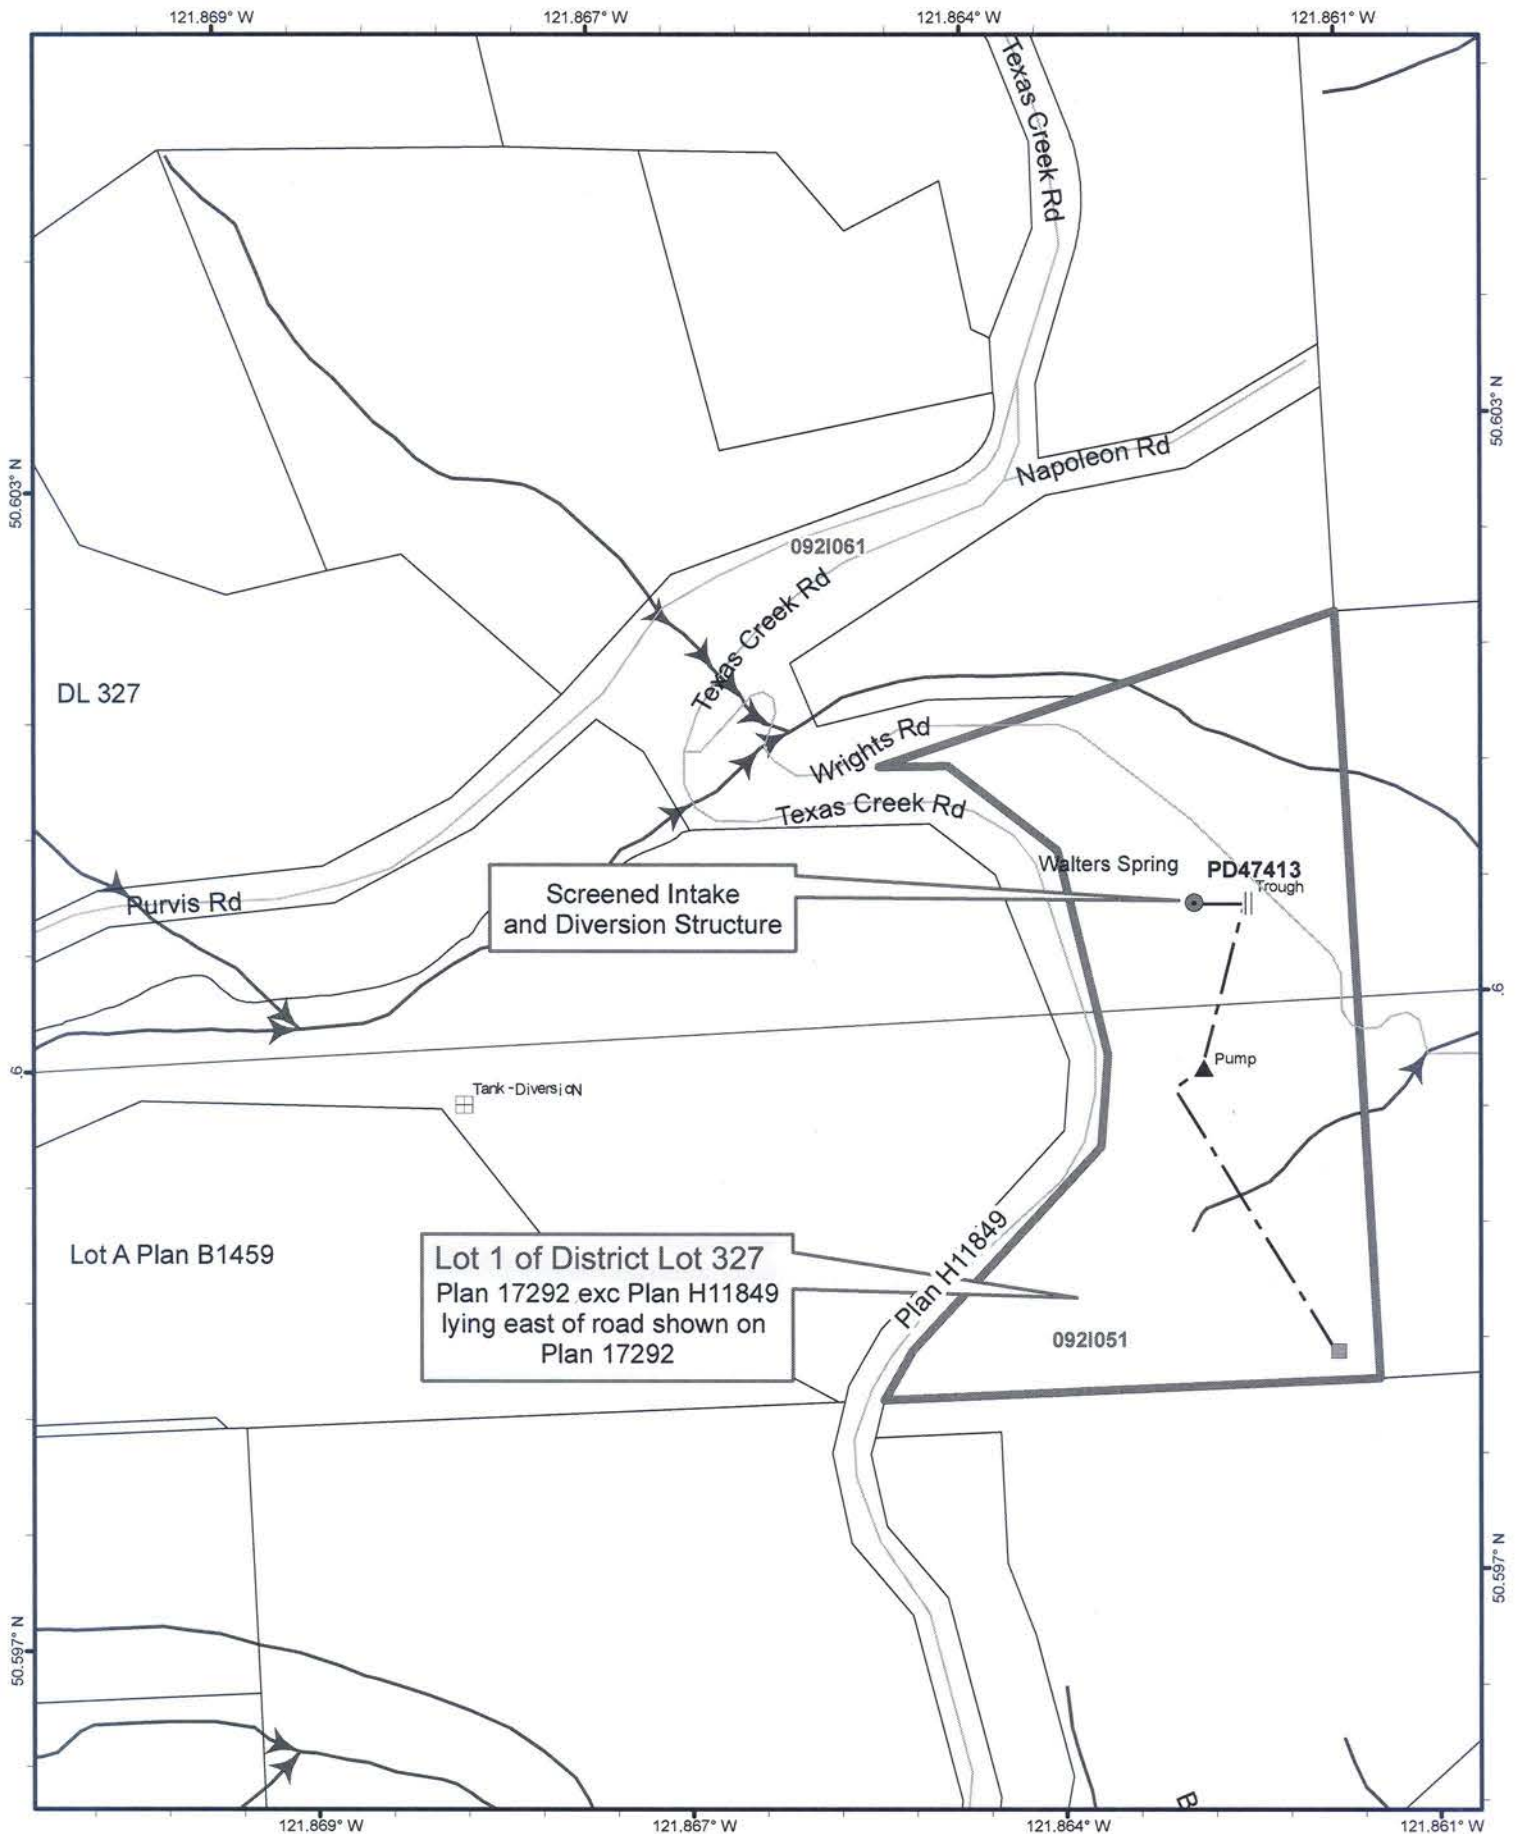 121.869° W
121.867° W
121.864° W
121.861° W
Texas Creek Rd
50.603° N
50.603° N
Napoleon Rd
092I061
Texas Creek Rd
DL 327
Wrights Rd
Texas Creek Rd
Walters Spring
PD47413
Trough
Screened Intake
and Diversion Structure
Purvis Rd
.6
Pump
.6
Tank-Diversion
Lot A Plan B1459
Lot 1 of District Lot 327
Plan 17292 exc Plan H11849
lying east of road shown on
Plan 17292
Plan H11849
092I051
50.597° N
50.597° N
B
121.869° W
121.867° W
121.864° W
121.861° W